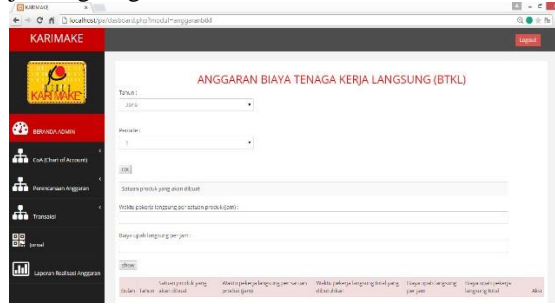 KARIMAKE
localhost/pa/dasboard.php?modul=anggaranbtkl
KARIMAKE
Logout
KARIMAKE
ANGGARAN BIAYA TENAGA KERJA LANGSUNG (BTKL)
Tahun :
2016
BERANDA ADMIN
Periode :
1
CoA (Chart of Account)
OK
Perencanaan Anggaran
Satuan produk yang akan dibuat
Transaksi
Waktu pekerja langsung per satuan produk (jam) :
Jurnal
Biaya upah langsung per jam :
show
Laporan Realisasi Anggaran
Bulan - Tahun
Satuan produk yang akan dibuat
Waktu pekerja langsung per satuan produk (jam)
Waktu pekerja langsung total yang dibutuhkan
Biaya upah langsung per jam
Biaya upah pekerja langsung total
Aksi